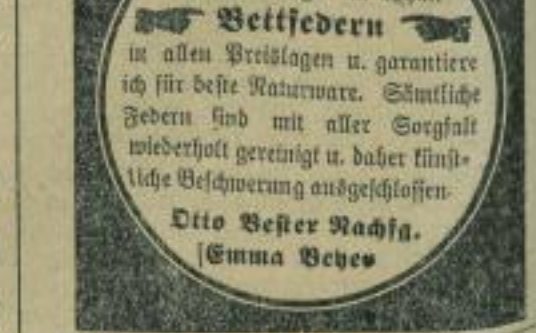 Bettfedern
in allen Preislagen u. garantiere
ich für beste Naturware. Sämtliche
Federn sind mit aller Sorgfalt
wiederholt gereinigt u. daher künst-
liche Beschwerung ausgeschlossen.
Otto Bester Nachfg.
Emma Beyer